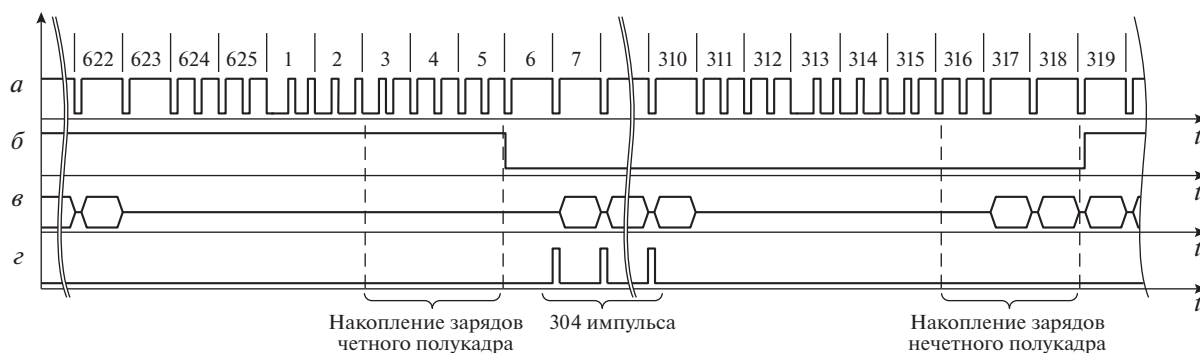 622 623 624 625 1 2 3 4 5 6 7 310 311 312 313 314 315 316 317 318 319
а
t
б
t
в
t
г
t
Накопление зарядов
четного полукадра
304 импульса
Накопление зарядов
нечетного полукадра